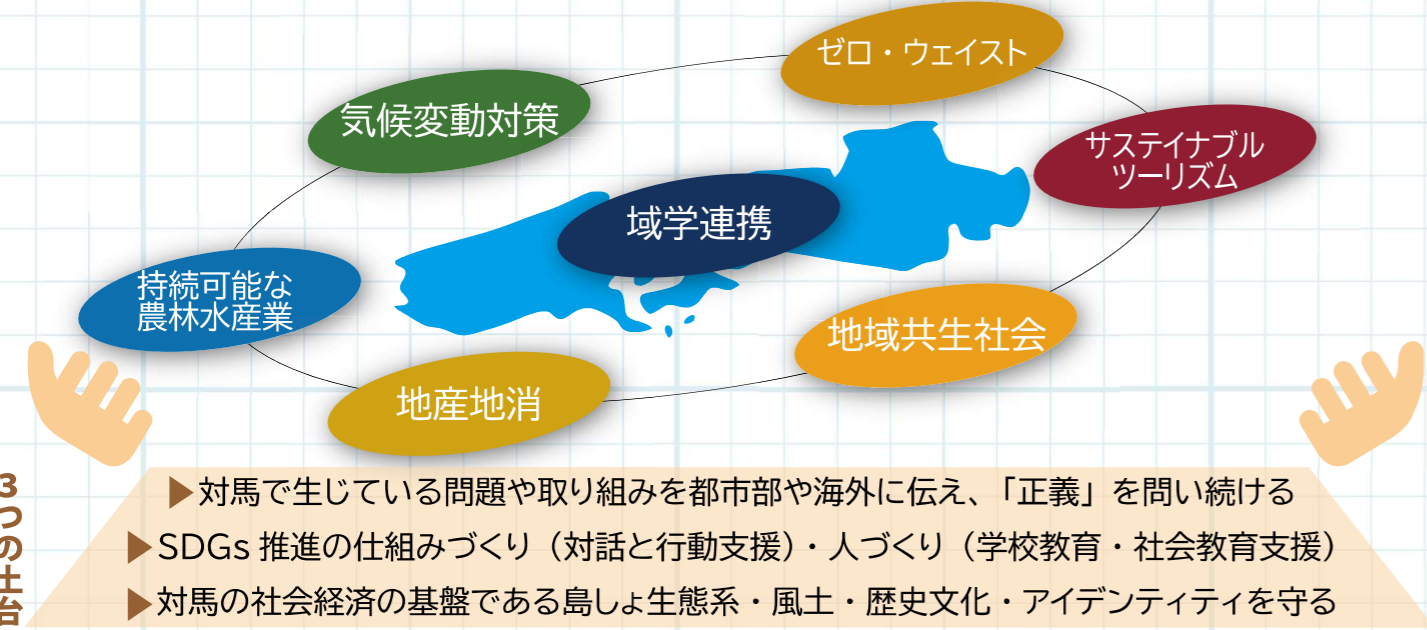 ゼロ・ウェイスト
気候変動対策
サステイナブル
ツーリズム
域学連携
持続可能な
農林水産業
地域共生社会
地産地消
3つの土台
▶対馬で生じている問題や取り組みを都市部や海外に伝え、「正義」を問い続ける
▶SDGs 推進の仕組みづくり（対話と行動支援）・人づくり（学校教育・社会教育支援）
▶対馬の社会経済の基盤である島しょ生態系・風土・歴史文化・アイデンティティを守る